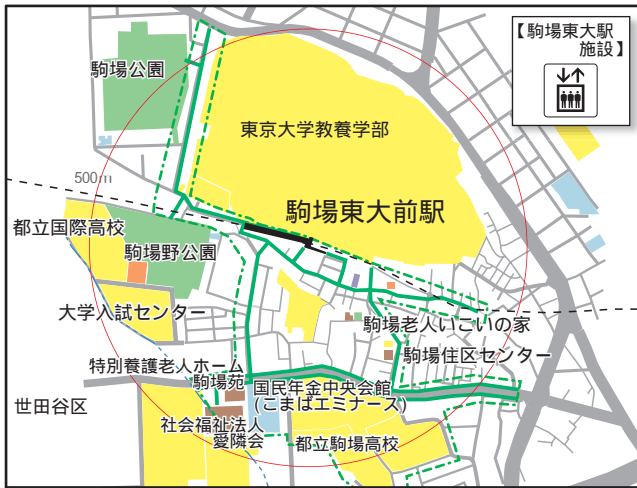 【駒場東大駅
施設】
駒場公園
東京大学教養学部
500m
駒場東大前駅
都立国際高校
駒場野公園
大学入試センター
駒場老人いこいの家
駒場住区センター
特別養護老人ホーム
駒場苑
国民年金中央会館
(こまばエミナース)
世田谷区
社会福祉法人
愛隣会
都立駒場高校